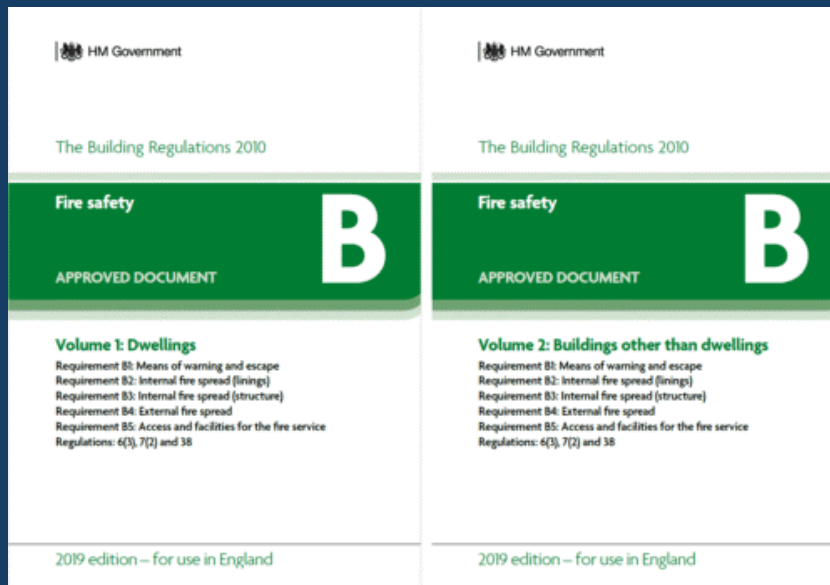 HM Government
The Building Regulations 2010
Fire safety
B
APPROVED DOCUMENT
Volume 1: Dwellings
Requirement B1: Means of warning and escape
Requirement B2: Internal fire spread (linings)
Requirement B3: Internal fire spread (structure)
Requirement B4: External fire spread
Requirement B5: Access and facilities for the fire service
Regulations: 6(3), 7(2) and 38
2019 edition – for use in England
HM Government
The Building Regulations 2010
Fire safety
B
APPROVED DOCUMENT
Volume 2: Buildings other than dwellings
Requirement B1: Means of warning and escape
Requirement B2: Internal fire spread (linings)
Requirement B3: Internal fire spread (structure)
Requirement B4: External fire spread
Requirement B5: Access and facilities for the fire service
Regulations: 6(3), 7(2) and 38
2019 edition – for use in England